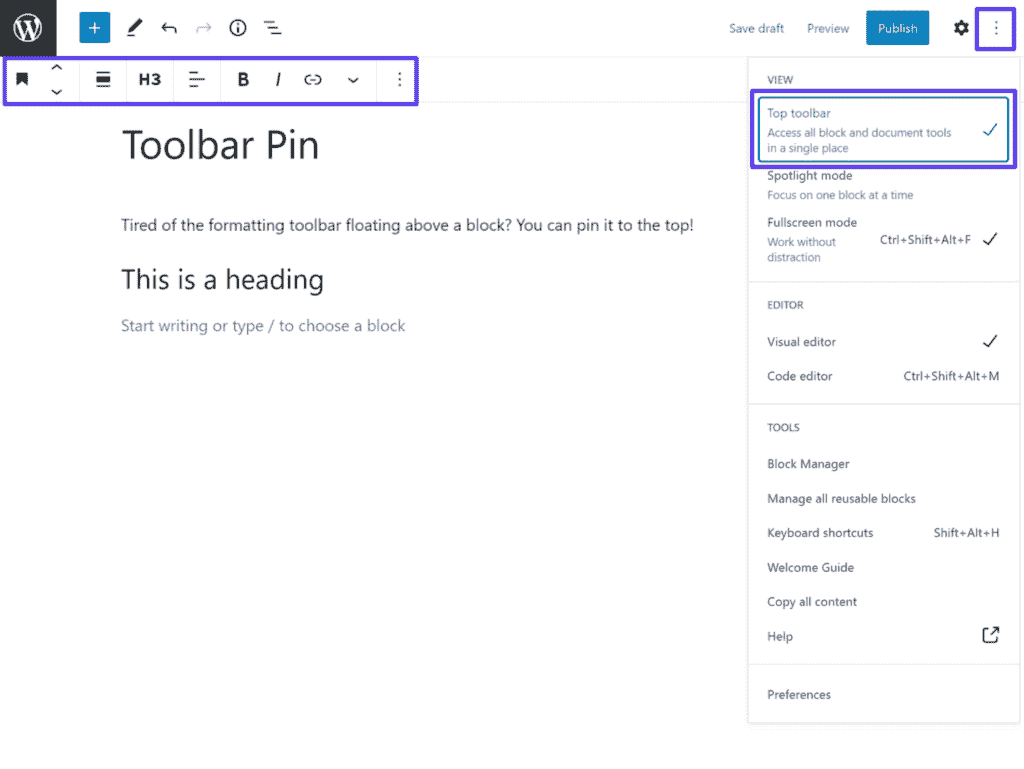 Save draft Preview Publish
H3 B I
Toolbar Pin
Tired of the formatting toolbar floating above a block? You can pin it to the top!
This is a heading
Start writing or type / to choose a block
VIEW
Top toolbar
Access all block and document tools
in a single place
Spotlight mode
Focus on one block at a time
Fullscreen mode
Work without Ctrl+Shift+Alt+F
distraction
EDITOR
Visual editor
Code editor Ctrl+Shift+Alt+M
TOOLS
Block Manager
Manage all reusable blocks
Keyboard shortcuts Shift+Alt+H
Welcome Guide
Copy all content
Help
Preferences